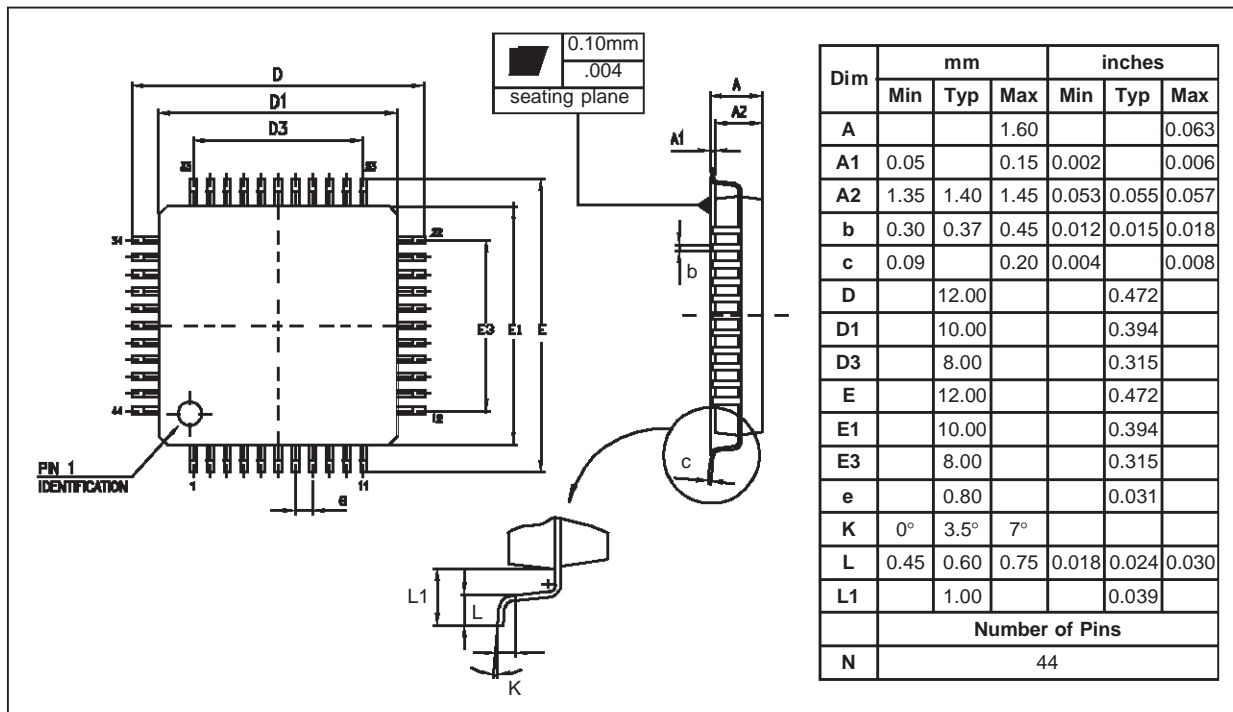 0.10mm
.004
seating plane
D
D1
D3
33
23
34
22
44
12
E3
E1
E
PIN 1
IDENTIFICATION
1
11
e
A
A2
A1
b
c
L1
L
K
Dim mm inches
Min Typ Max Min Typ Max
A 1.60 0.063
A1 0.05 0.15 0.002 0.006
A2 1.35 1.40 1.45 0.053 0.055 0.057
b 0.30 0.37 0.45 0.012 0.015 0.018
c 0.09 0.20 0.004 0.008
D 12.00 0.472
D1 10.00 0.394
D3 8.00 0.315
E 12.00 0.472
E1 10.00 0.394
E3 8.00 0.315
e 0.80 0.031
K 0° 3.5° 7°
L 0.45 0.60 0.75 0.018 0.024 0.030
L1 1.00 0.039
Number of Pins
N 44